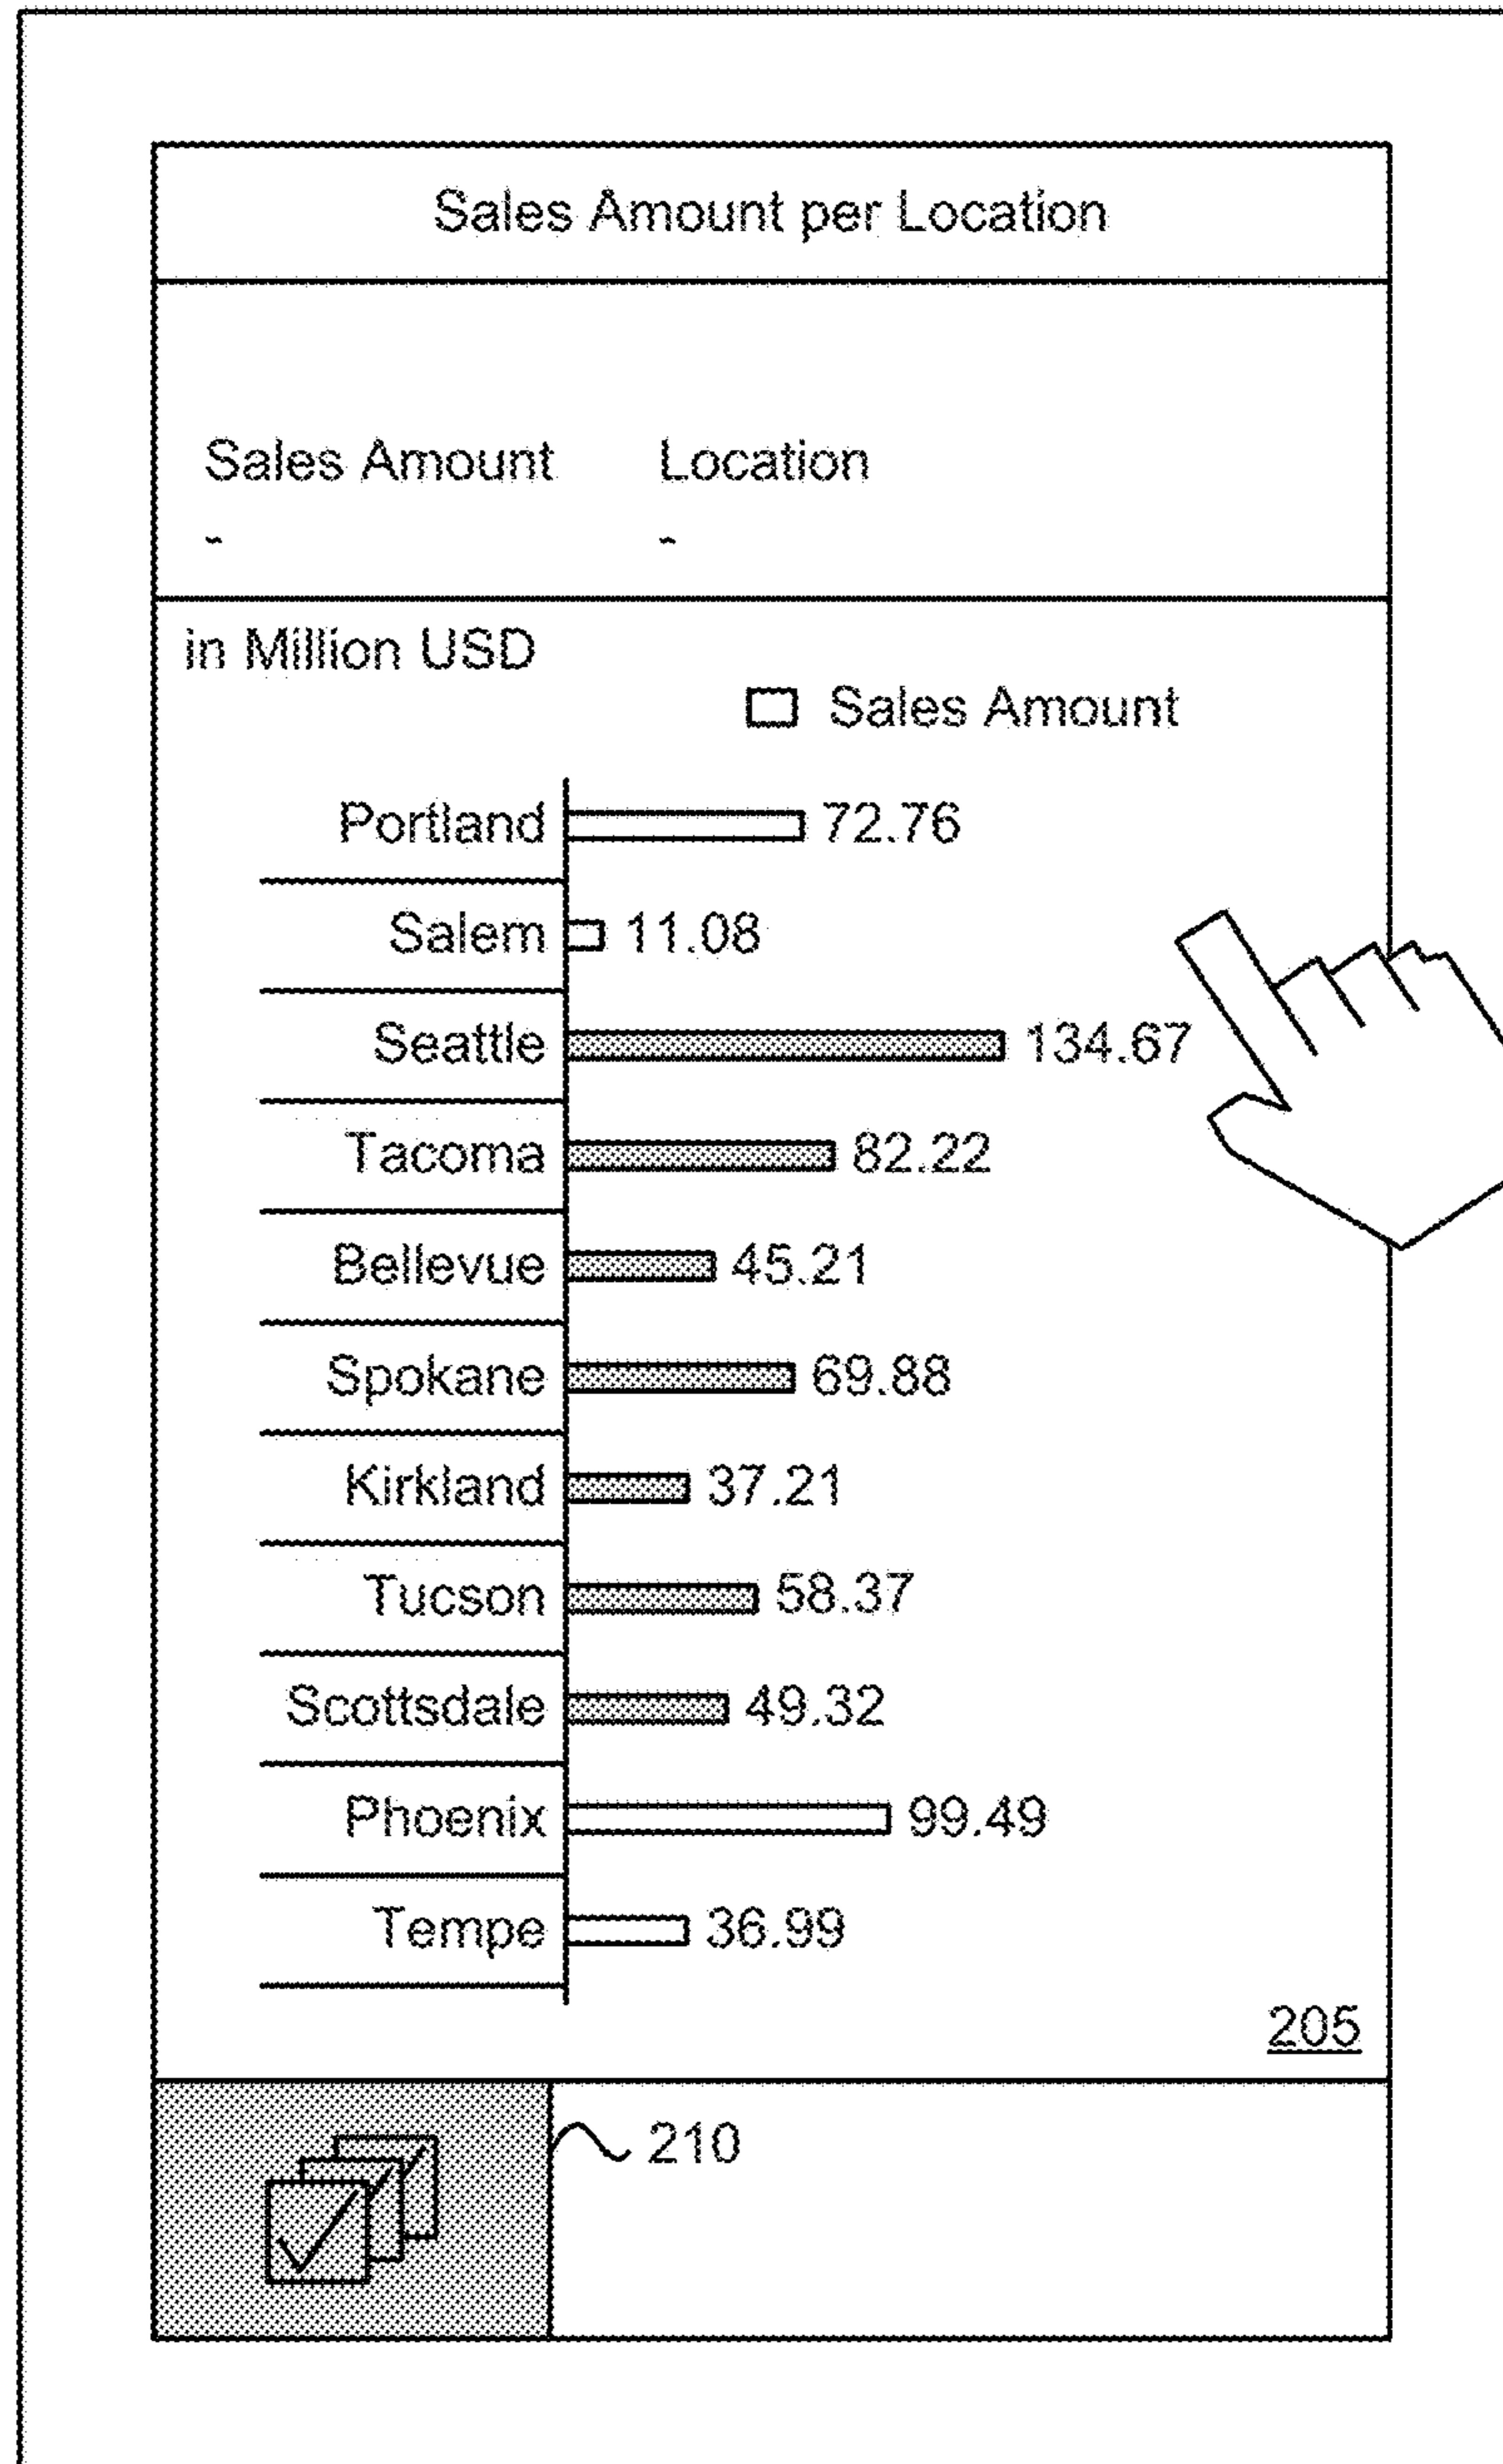 Sales Amount per Location
Sales Amount Location
- -
in Million USD
Sales Amount
Portland 72.76
Salem 11.08
Seattle 134.67
Tacoma 82.22
Bellevue 45.21
Spokane 69.88
Kirkland 37.21
Tucson 58.37
Scottsdale 49.32
Phoenix 99.49
Tempe 36.99
205
210